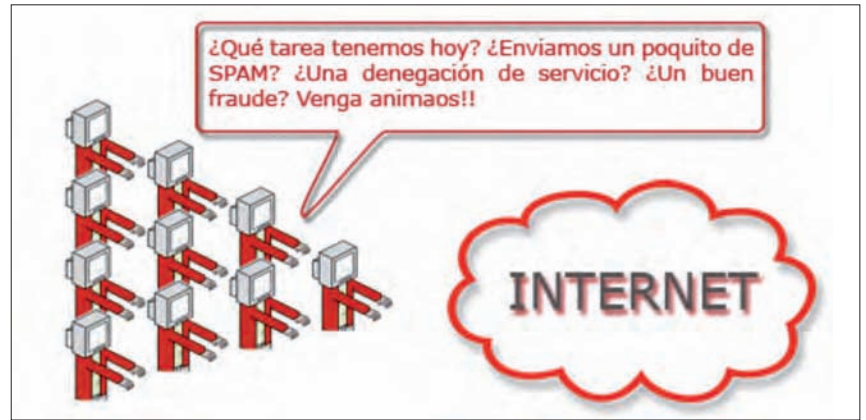 ¿Qué tarea tenemos hoy? ¿Enviamos un poquito de
SPAM? ¿Una denegación de servicio? ¿Un buen
fraude? Venga animaos!!
INTERNET